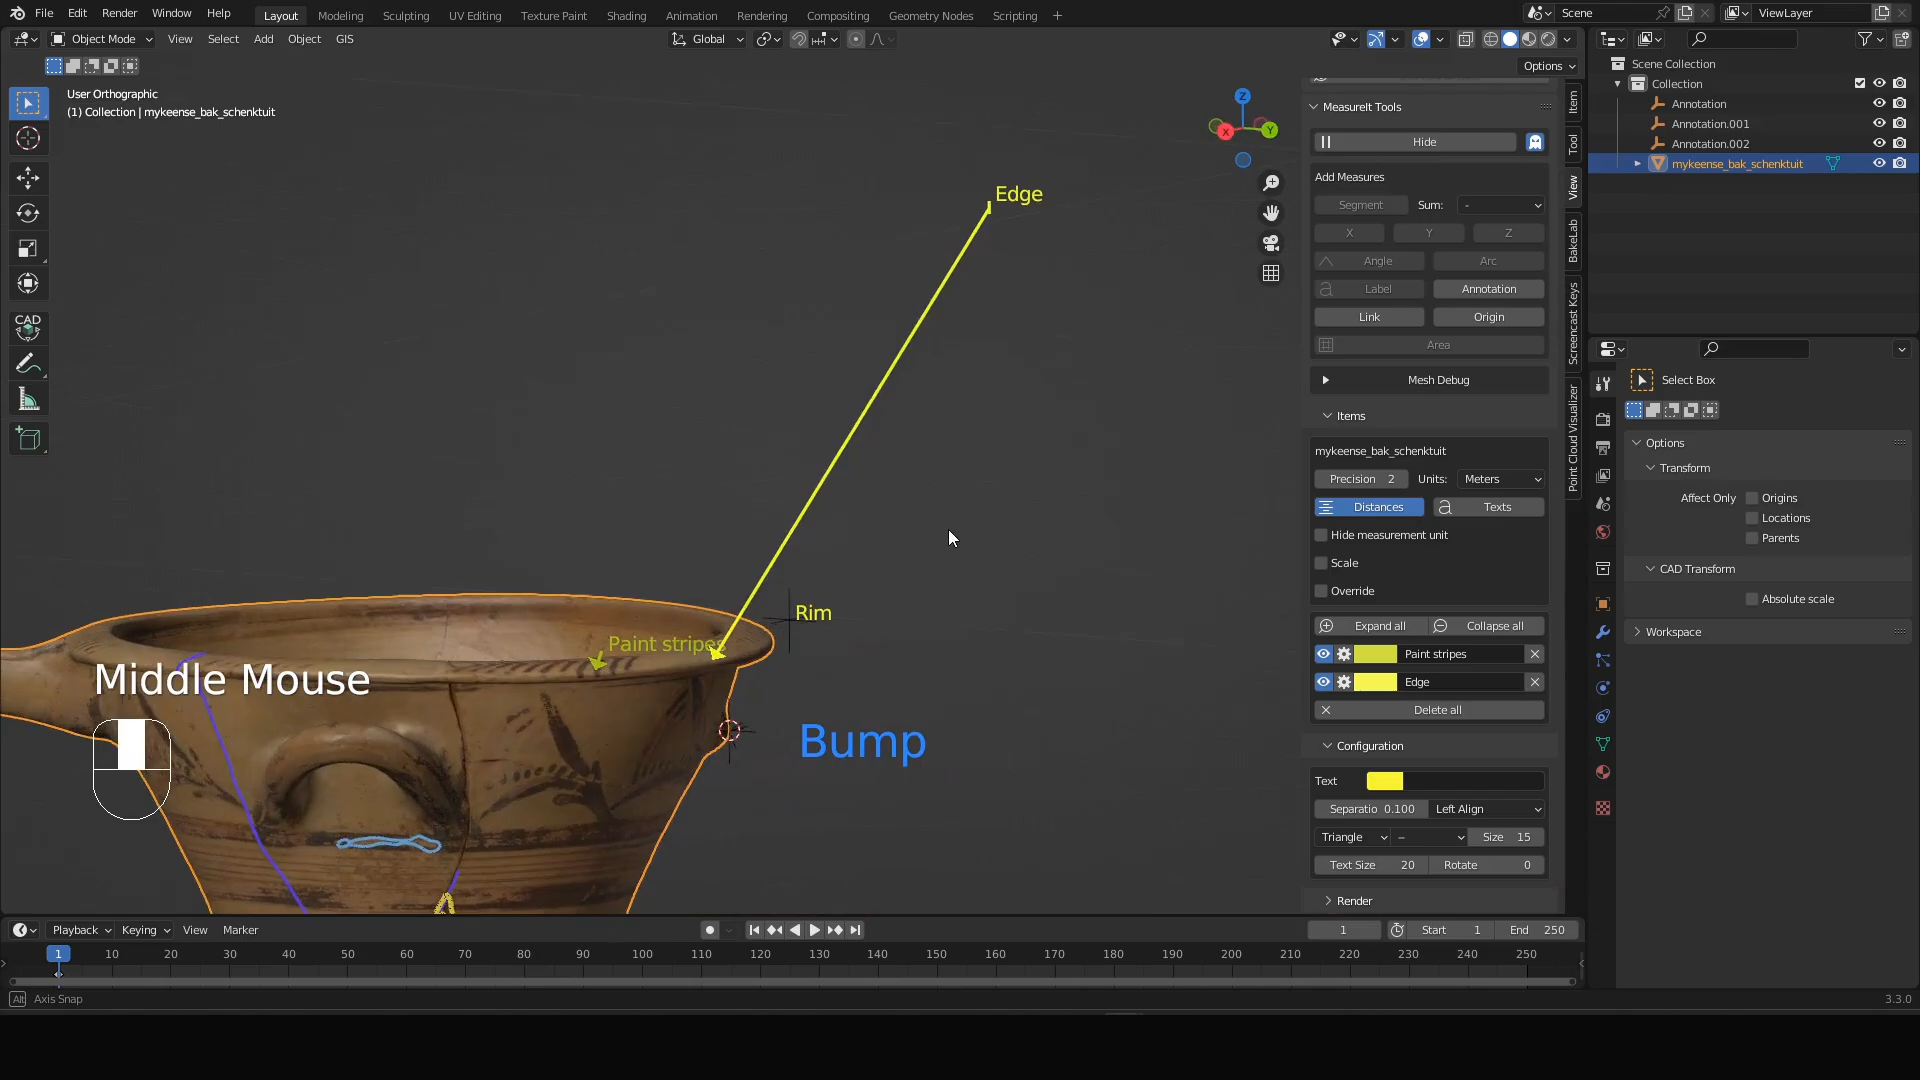 File Edit Render Window Help
Layout Modeling Sculpting UV Editing Texture Paint Shading Animation Rendering Compositing Geometry Nodes Scripting +
Scene
ViewLayer
Object Mode View Select Add Object GIS
Global
Options
User Orthographic
(1) Collection | mykeense_bak_schenktuit
Z
X
Y
CAD
Edge
Rim
Paint stripes
Bump
Middle Mouse
MeasureIt Tools
Hide
Add Measures
Segment Sum: -
X Y Z
Angle Arc
Label Annotation
Link Origin
Area
Mesh Debug
Items
mykeense_bak_schenktuit
Precision 2 Units: Meters
Distances Texts
Hide measurement unit
Scale
Override
Expand all Collapse all
Paint stripes
Edge
Delete all
Configuration
Text
Separatio 0.100 Left Align
Triangle -- Size 15
Text Size 20 Rotate 0
Render
Item
Tool
View
BakeLab
Screencast Keys
Point Cloud Visualizer
Scene Collection
Collection
Annotation
Annotation.001
Annotation.002
mykeense_bak_schenktuit
Select Box
Options
Transform
Affect Only Origins
Locations
Parents
CAD Transform
Absolute scale
Workspace
Playback Keying View Marker
1 Start 1 End 250
1 10 20 30 40 50 60 70 80 90 100 110 120 130 140 150 160 170 180 190 200 210 220 230 240 250
Alt Axis Snap
3.3.0